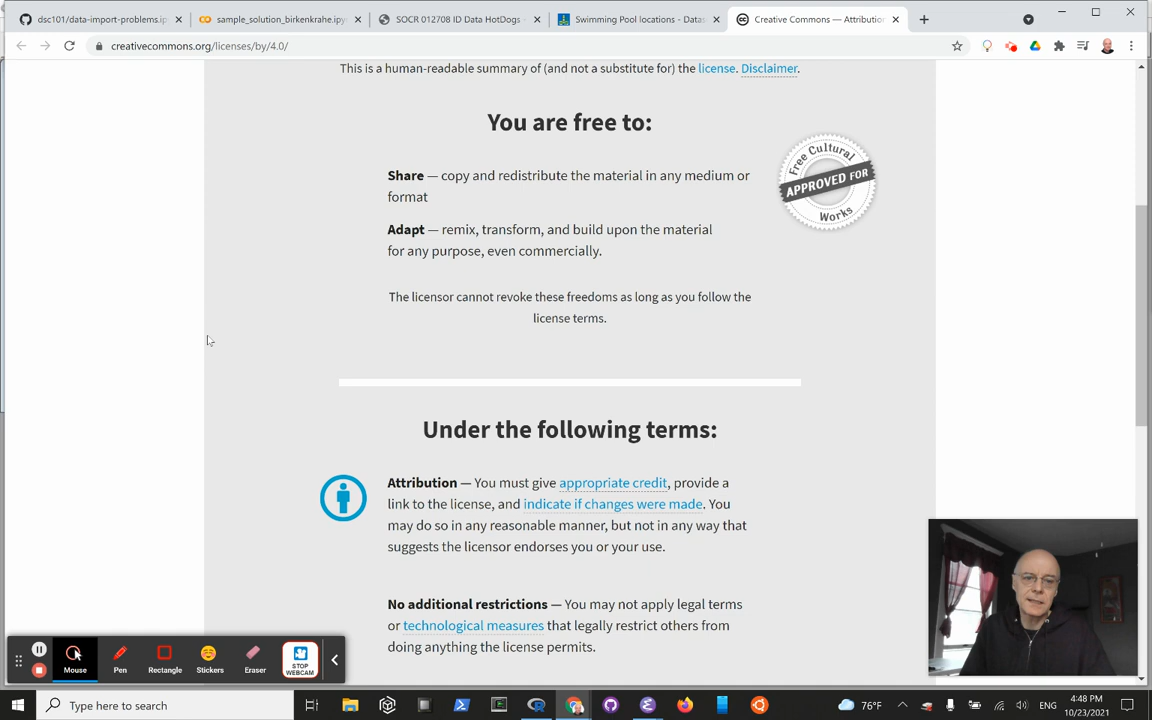 dsc101/data-import-problems.ip
sample_solution_birkenkrahe.ipy
SOCR 012708 ID Data HotDogs -
Swimming Pool locations - Datas
Creative Commons — Attributio
creativecommons.org/licenses/by/4.0/
This is a human-readable summary of (and not a substitute for) the license. Disclaimer.
You are free to:
Share — copy and redistribute the material in any medium or
format
Adapt — remix, transform, and build upon the material
for any purpose, even commercially.
Free Cultural
APPROVED FOR
Works
The licensor cannot revoke these freedoms as long as you follow the
license terms.
Under the following terms:
Attribution — You must give appropriate credit, provide a
link to the license, and indicate if changes were made. You
may do so in any reasonable manner, but not in any way that
suggests the licensor endorses you or your use.
No additional restrictions — You may not apply legal terms
or technological measures that legally restrict others from
doing anything the license permits.
Mouse
Pen
Rectangle
Stickers
Eraser
STOP
WEBCAM
Type here to search
76°F
ENG
4:48 PM
10/23/2021